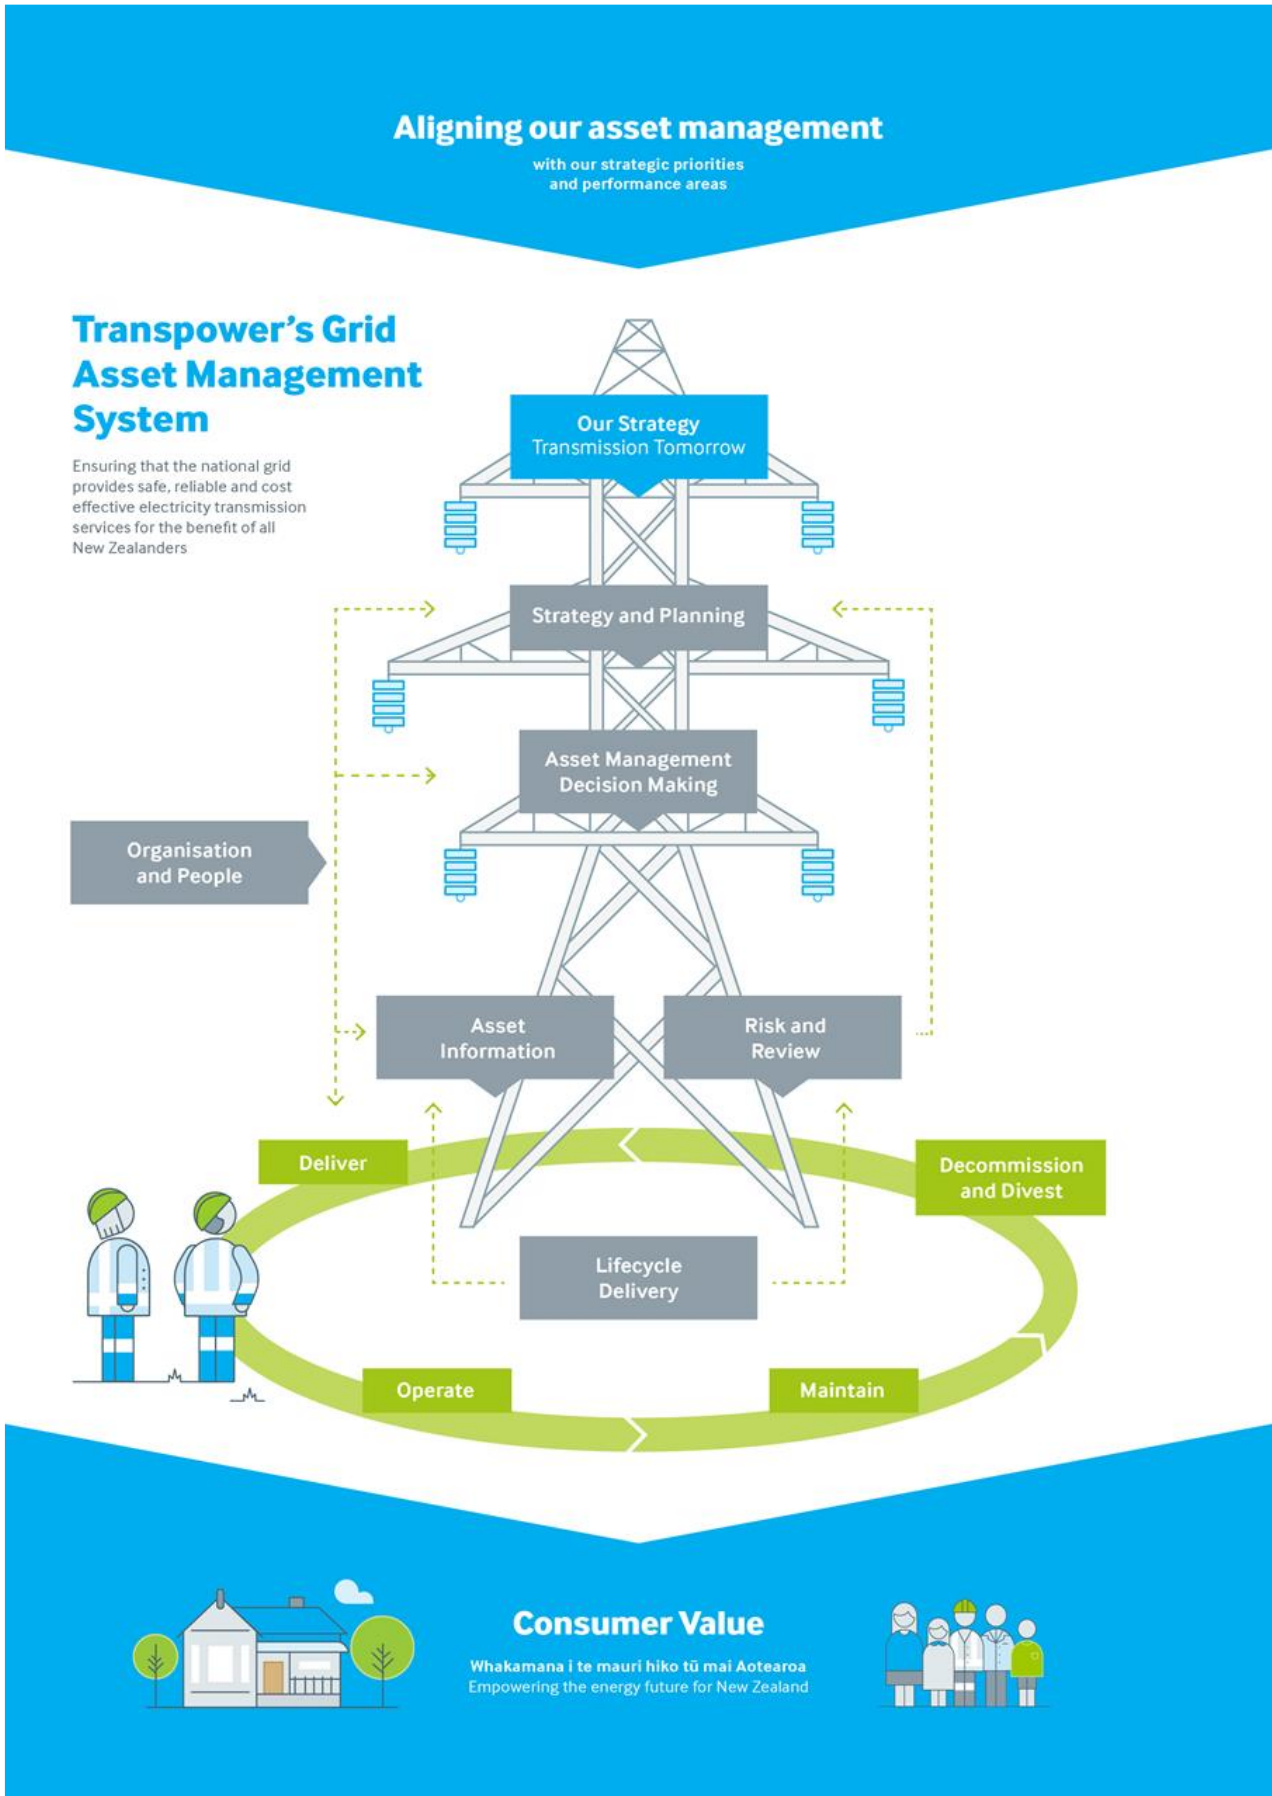 Aligning our asset management
with our strategic priorities
and performance areas
Transpower's Grid
Asset Management
System
Ensuring that the national grid
provides safe, reliable and cost
effective electricity transmission
services for the benefit of all
New Zealanders
Our Strategy
Transmission Tomorrow
Strategy and Planning
Asset Management
Decision Making
Organisation
and People
Asset
Information
Risk and
Review
Deliver
Decommission
and Divest
Lifecycle
Delivery
Operate
Maintain
Consumer Value
Whakamana i te mauri hiko tū mai Aotearoa
Empowering the energy future for New Zealand